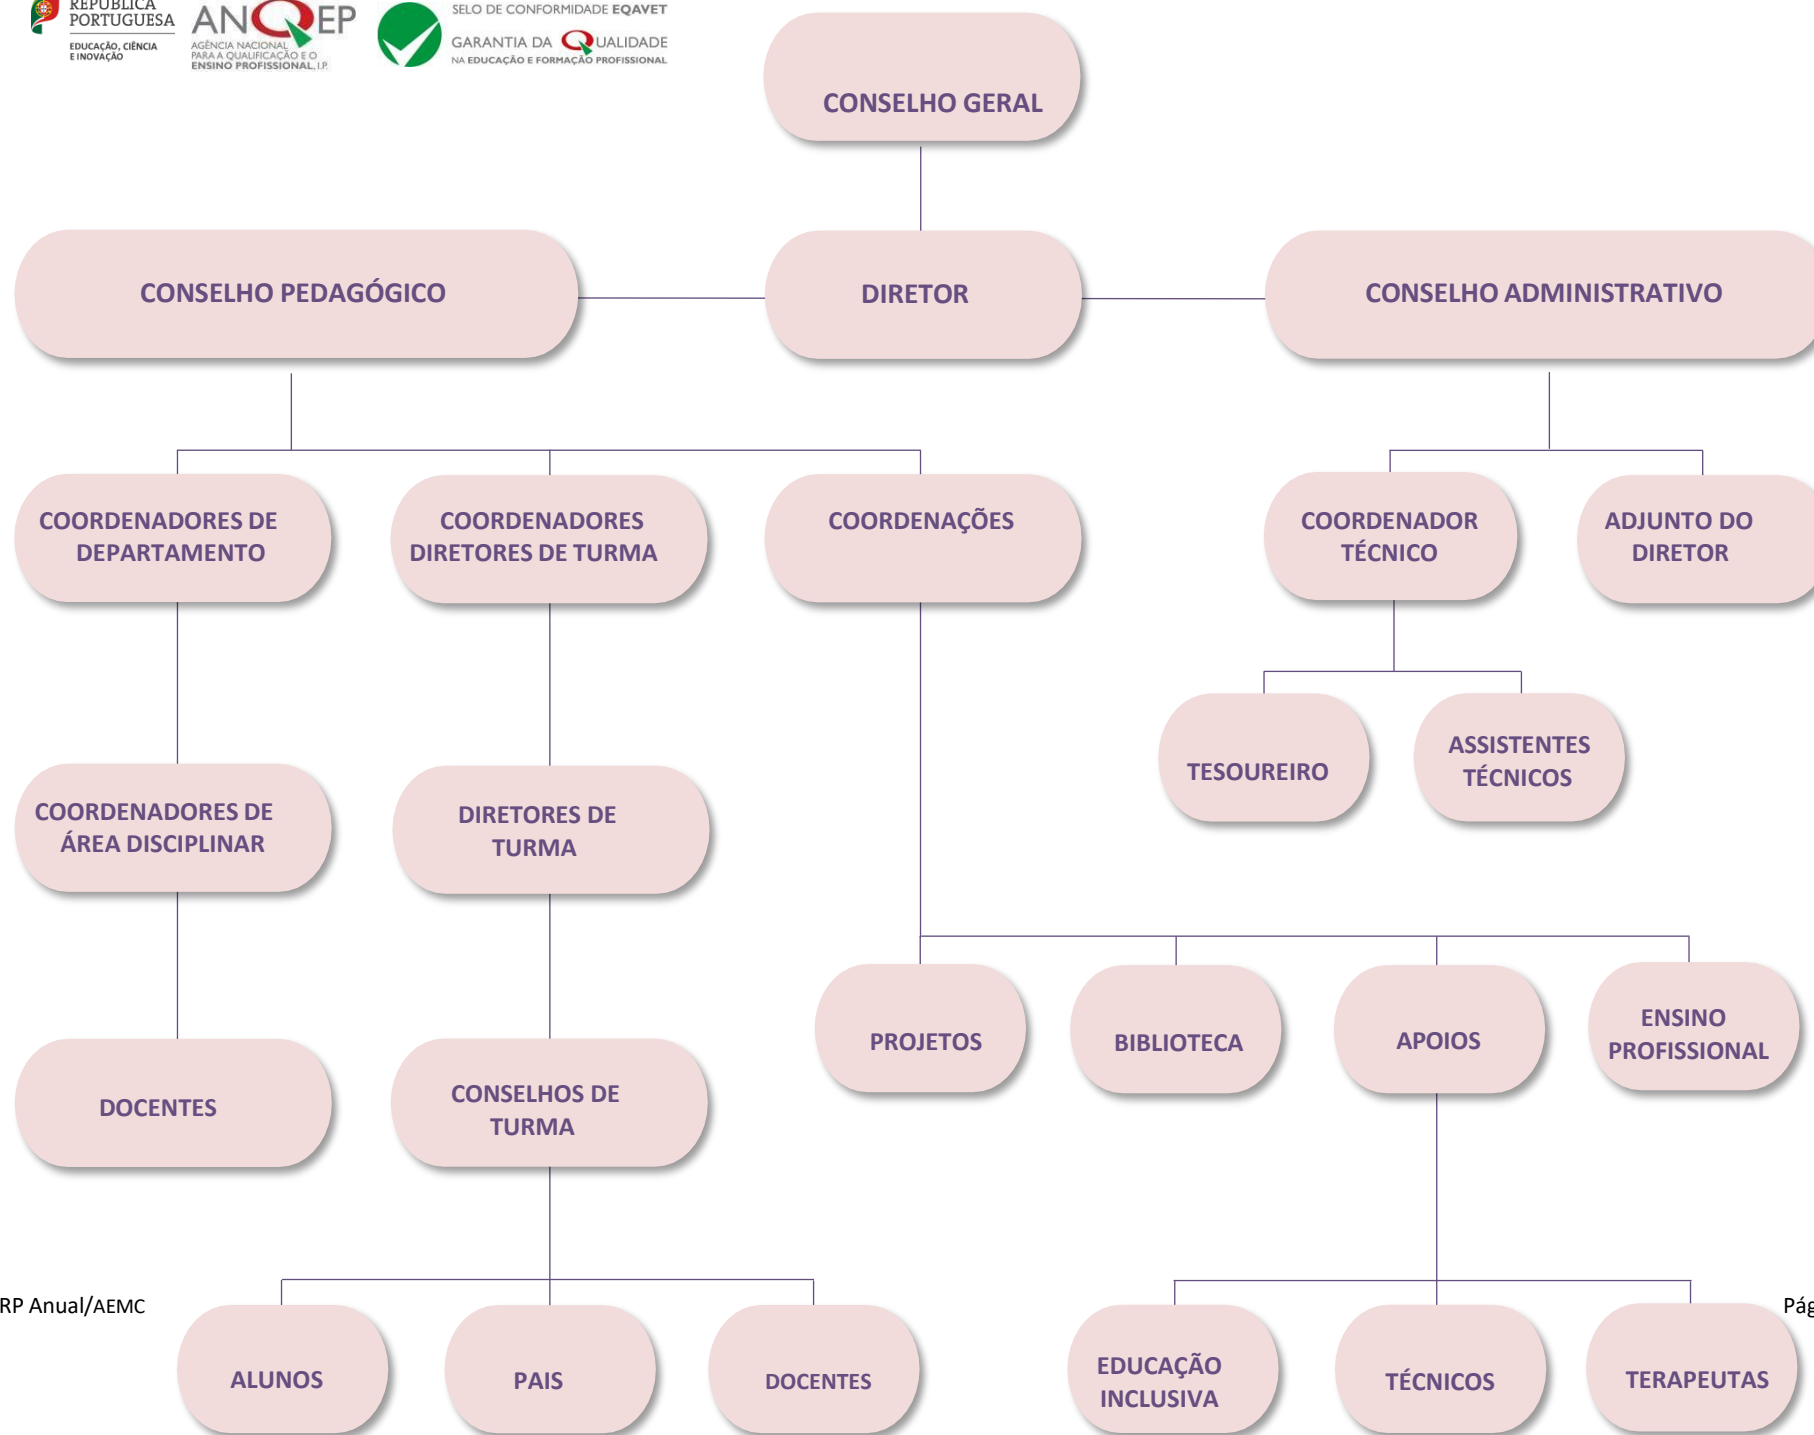 REPÚBLICA
PORTUGUESA
EDUCAÇÃO, CIÊNCIA
E INOVAÇÃO
ANQEP
AGÊNCIA NACIONAL
PARA A QUALIFICAÇÃO E O
ENSINO PROFISSIONAL, I.P.
SELO DE CONFORMIDADE EQAVET
GARANTIA DA QUALIDADE
NA EDUCAÇÃO E FORMAÇÃO PROFISSIONAL
CONSELHO GERAL
CONSELHO PEDAGÓGICO
DIRETOR
CONSELHO ADMINISTRATIVO
COORDENADORES DE
DEPARTAMENTO
COORDENADORES
DIRETORES DE TURMA
COORDENAÇÕES
COORDENADOR
TÉCNICO
ADJUNTO DO
DIRETOR
TESOUREIRO
ASSISTENTES
TÉCNICOS
COORDENADORES DE
ÁREA DISCIPLINAR
DIRETORES DE
TURMA
PROJETOS
BIBLIOTECA
APOIOS
ENSINO
PROFISSIONAL
DOCENTES
CONSELHOS DE
TURMA
RP Anual/AEMC
Pág
ALUNOS
PAIS
DOCENTES
EDUCAÇÃO
INCLUSIVA
TÉCNICOS
TERAPEUTAS